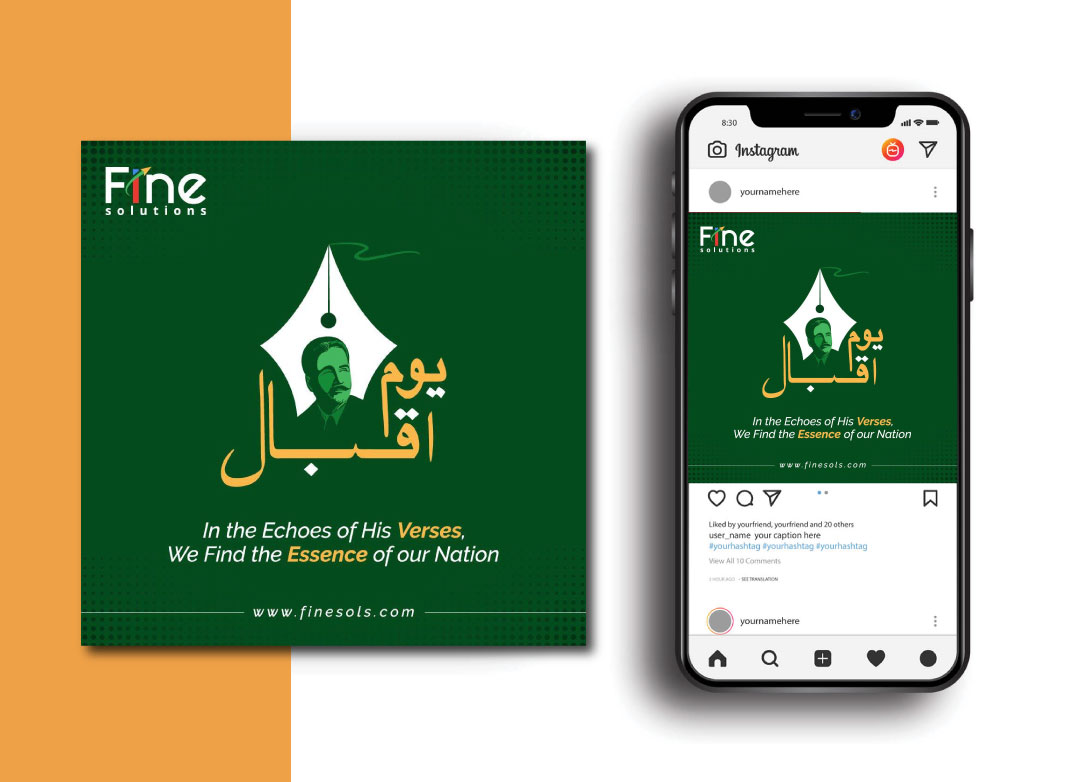 Fine
solutions
یوم
اقبال
In the Echoes of His Verses,
We Find the Essence of our Nation
www.finesols.com
8:30
Instagram
yournamehere
Fine
solutions
یوم
اقبال
In the Echoes of His Verses,
We Find the Essence of our Nation
www.finesols.com
Liked by yourfriend, yourfriend and 20 others
user_name your caption here
#yourhashtag #yourhashtag #yourhashtag
View All 10 Comments
5 HOUR AGO • SEE TRANSLATION
yournamehere